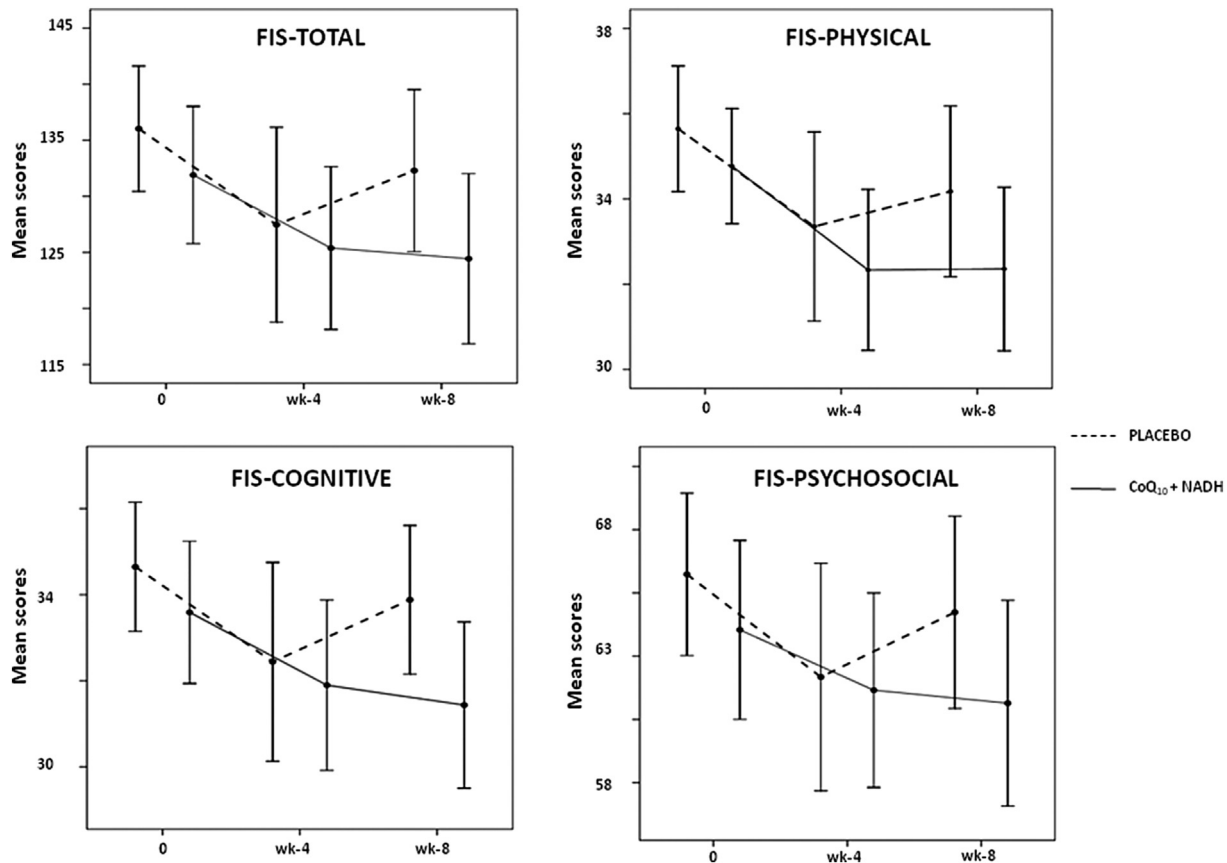 FIS-TOTAL
145
135
125
115
Mean scores
0 wk-4 wk-8
FIS-PHYSICAL
38
34
30
Mean scores
0 wk-4 wk-8
FIS-COGNITIVE
34
30
Mean scores
0 wk-4 wk-8
FIS-PSYCHOSOCIAL
68
63
58
Mean scores
0 wk-4 wk-8
PLACEBO
CoQ₁₀ + NADH